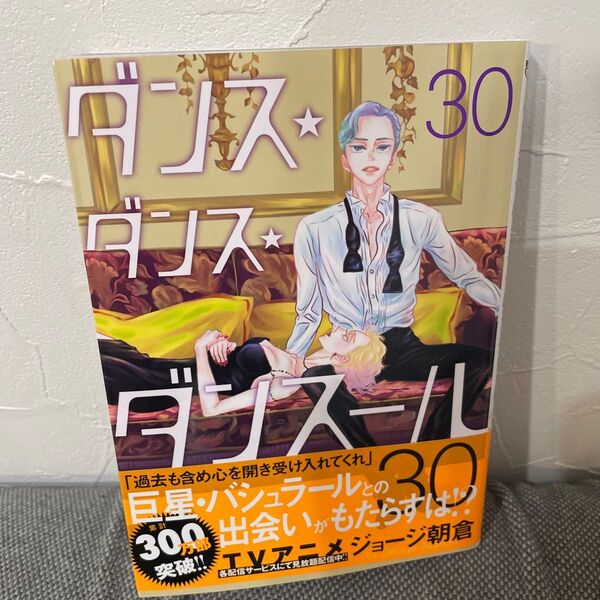 ダンス★
30
ダンス★
ダンスール
30
「過去も含め心を開き受け入れてくれ」
巨星・バシュラールとの
出会いがもたらすは!?
累計
300万部
突破!!
TVアニメ
各配信サービスにて見放題配信中!!
ジョージ朝倉